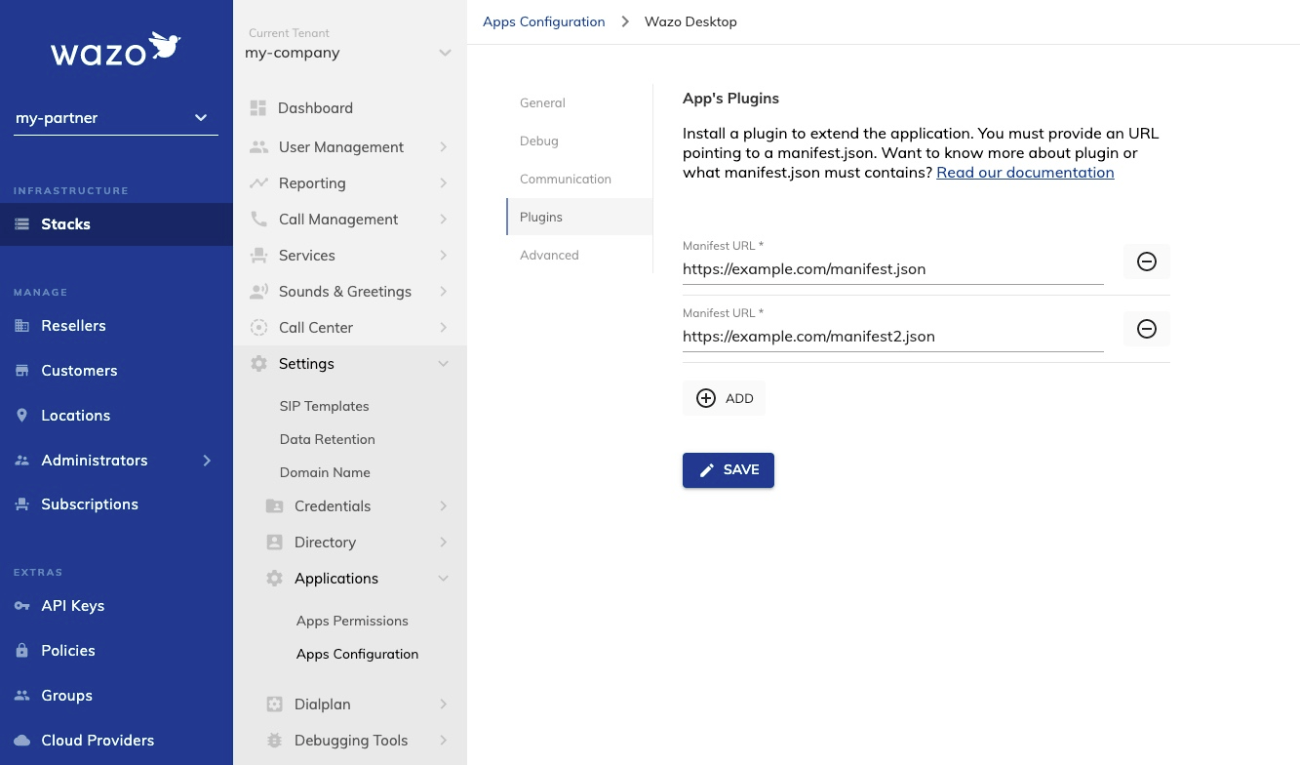 wazo
my-partner
INFRASTRUCTURE
Stacks
MANAGE
Resellers
Customers
Locations
Administrators
Subscriptions
EXTRAS
API Keys
Policies
Groups
Cloud Providers
Current Tenant
my-company
Dashboard
User Management
Reporting
Call Management
Services
Sounds & Greetings
Call Center
Settings
SIP Templates
Data Retention
Domain Name
Credentials
Directory
Applications
Apps Permissions
Apps Configuration
Dialplan
Debugging Tools
Apps Configuration > Wazo Desktop
General
Debug
Communication
Plugins
Advanced
App's Plugins
Install a plugin to extend the application. You must provide an URL
pointing to a manifest.json. Want to know more about plugin or
what manifest.json must contains? Read our documentation
Manifest URL *
https://example.com/manifest.json
Manifest URL *
https://example.com/manifest2.json
ADD
SAVE